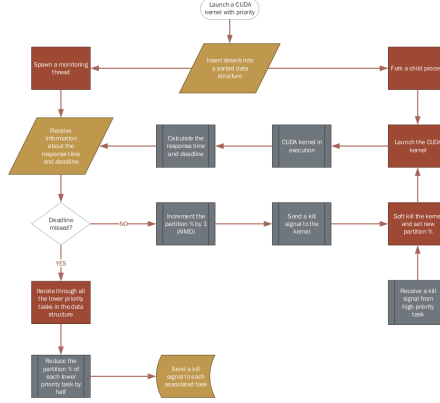 Launch a CUDA
kernel with priority
Spawn a monitoring
thread
Insert details into
a sorted data
structure
Fork a child proce
Receive
information
about the
response time
and deadline
Calculate the
response time
and deadline
CUDA kernel in
execution
Launch the CUDA
kernel
Deadline
missed?
NO
Increment the
partition % by 1
(AIMD)
Send a kill
signal to the
kernel
Soft kill the kerne
and set new
partition %
YES
Iterate through all
the lower priority
tasks in the data
structure
Receive a kill
signal from
high priority
task
Reduce the
partition % of
each lower
priority task by
half
Send a kill
signal to each
associated task